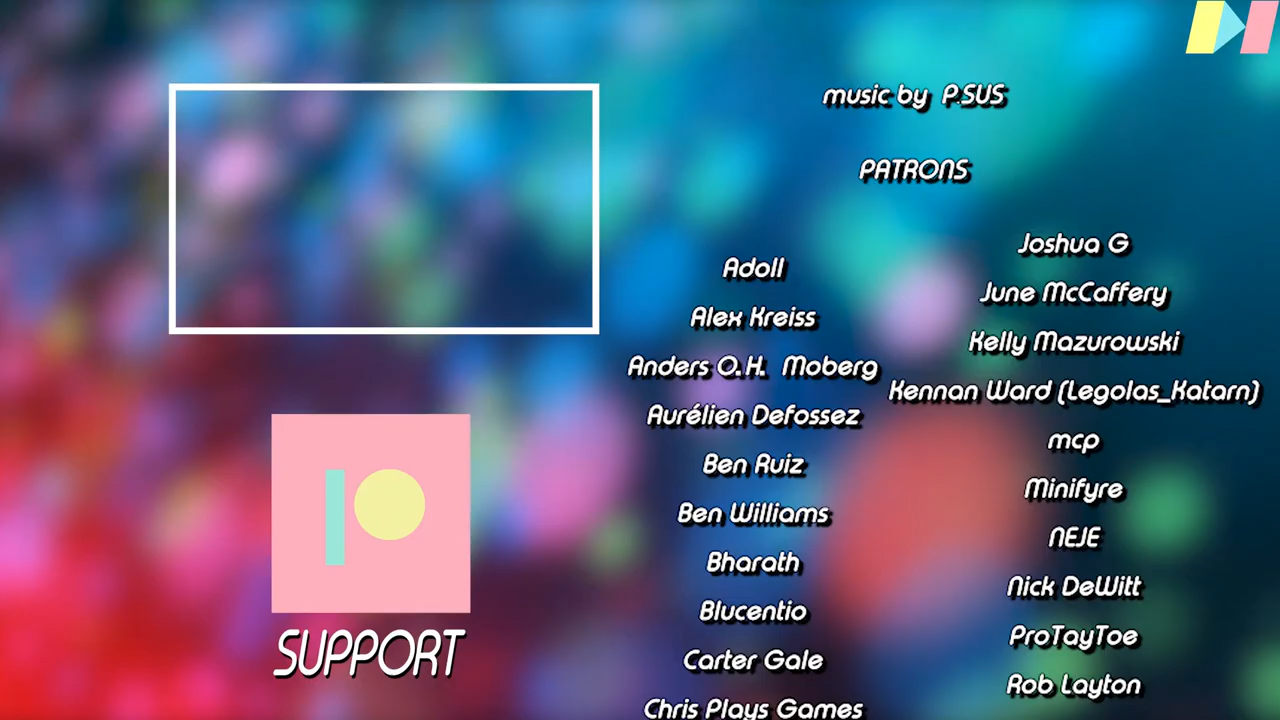 music by P.SUS
PATRONS
Adoll
Alex Kreiss
Anders O.H. Moberg
Aurélien Defossez
Ben Ruiz
Ben Williams
Bharath
Blucentio
Carter Gale
Chris Plays Games
Joshua G
June McCaffery
Kelly Mazurowski
Kennan Ward (Legolas_Katarn)
mcp
Minifyre
NEJE
Nick DeWitt
ProTayToe
Rob Layton
SUPPORT